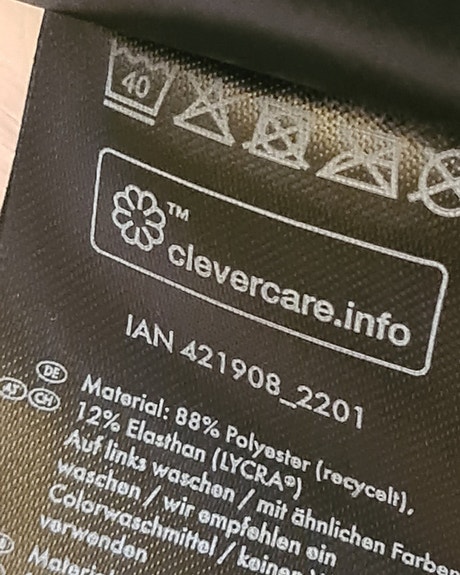 40
™
clevercare.info
IAN 421908_2201
DE
AT CH
Material: 88% Polyester (recycelt),
12% Elasthan (LYCRA®)
Auf links waschen / mit ähnlichen Farben
waschen / wir empfehlen ein
Colorwaschmittel / keinen
verwenden